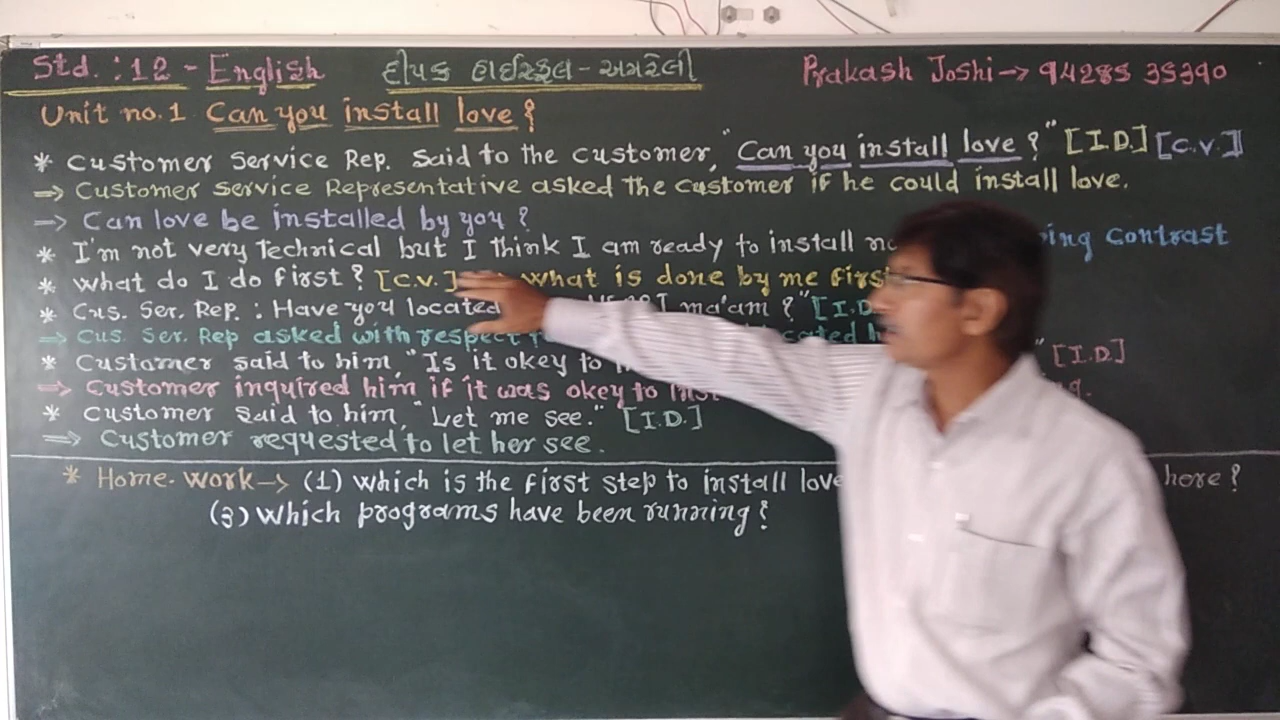 Std. : 12 - English દીપક હાઈસ્કૂલ - અમરેલી Prakash Joshi → 94285 35390
Unit no. 1 Can you install love ?
* Customer Service Rep. said to the customer, "Can you install love ?" [I.D.] [C.V.]
⇒ Customer Service Representative asked the customer if he could install love.
⇒ Can love be installed by you ?
* I'm not very technical but I think I am ready to install contrast
* What do I do first ? [C.V.] What is done by me first
* Cus. Ser. Rep. : Have you located ma'am ?" [I.D
⇒ Cus. Ser. Rep asked with respect
* Customer said to him, "Is it okey to " [I.D.]
⇒ Customer inquired him if it was okey to
* Customer said to him, "Let me see." [I.D.]
⇒ Customer requested to let her see.
* Home. work → (1) Which is the first step to install love here ?
(3) Which programs have been running ?